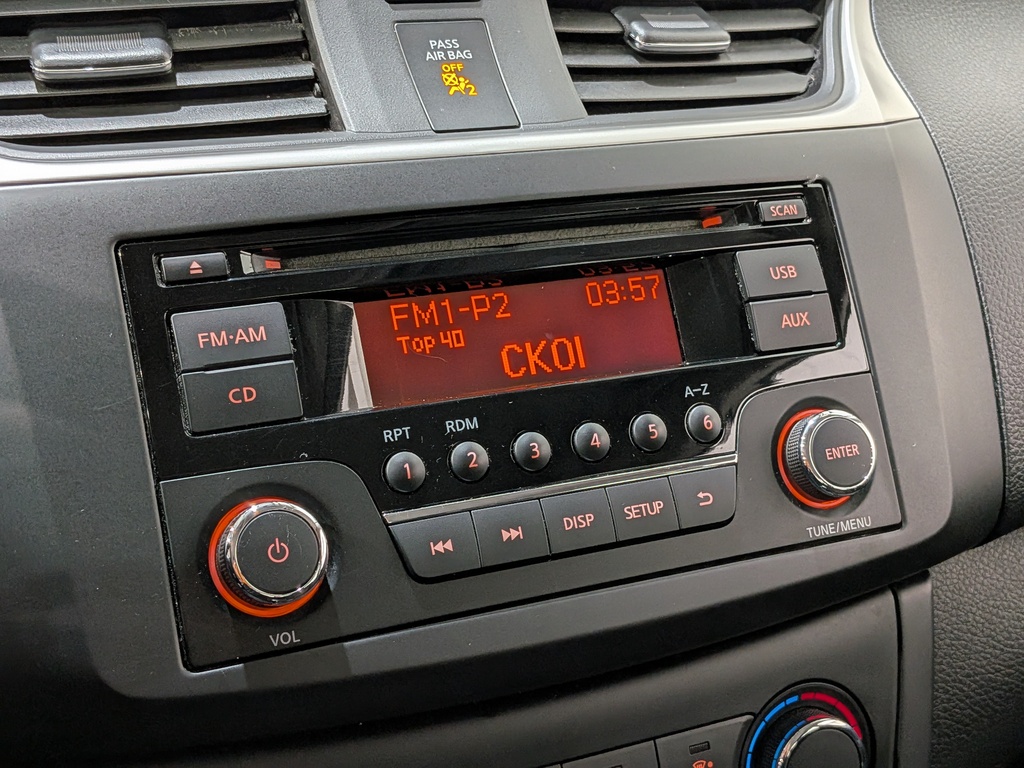 PASS
AIR BAG
OFF
2
SCAN
FM1-P2 03:57
Top 40
CKOI
FM·AM
CD
USB
AUX
RPT RDM A-Z
1 2 3 4 5 6
DISP SETUP
ENTER
TUNE/MENU
VOL